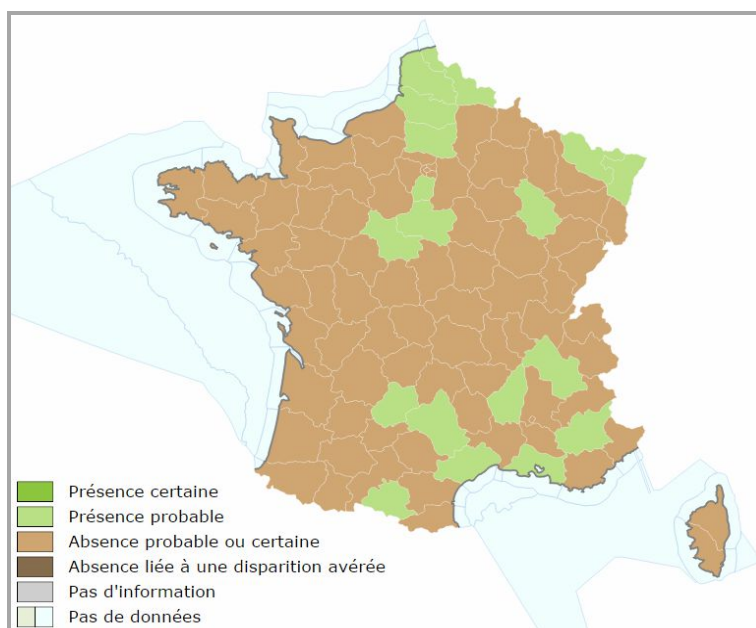 Présence certaine
Présence probable
Absence probable ou certaine
Absence liée à une disparition avérée
Pas d'information
Pas de données